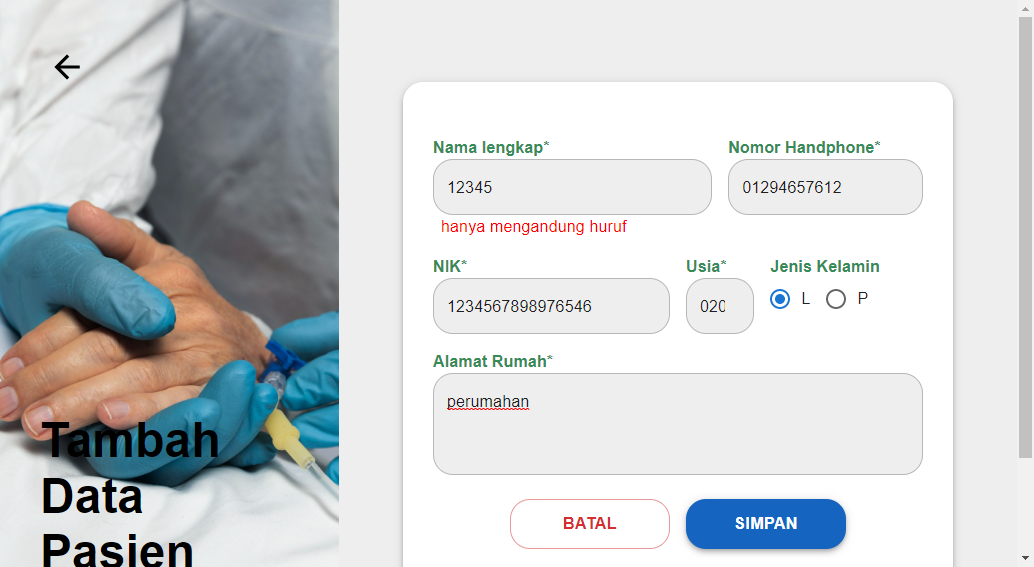 Nama lengkap*
Nomor Handphone*
12345
01294657612
hanya mengandung huruf
NIK*
Usia*
Jenis Kelamin
1234567898976546
020
L
P
Alamat Rumah*
perumahan
Tambah
Data
Pasien
BATAL
SIMPAN